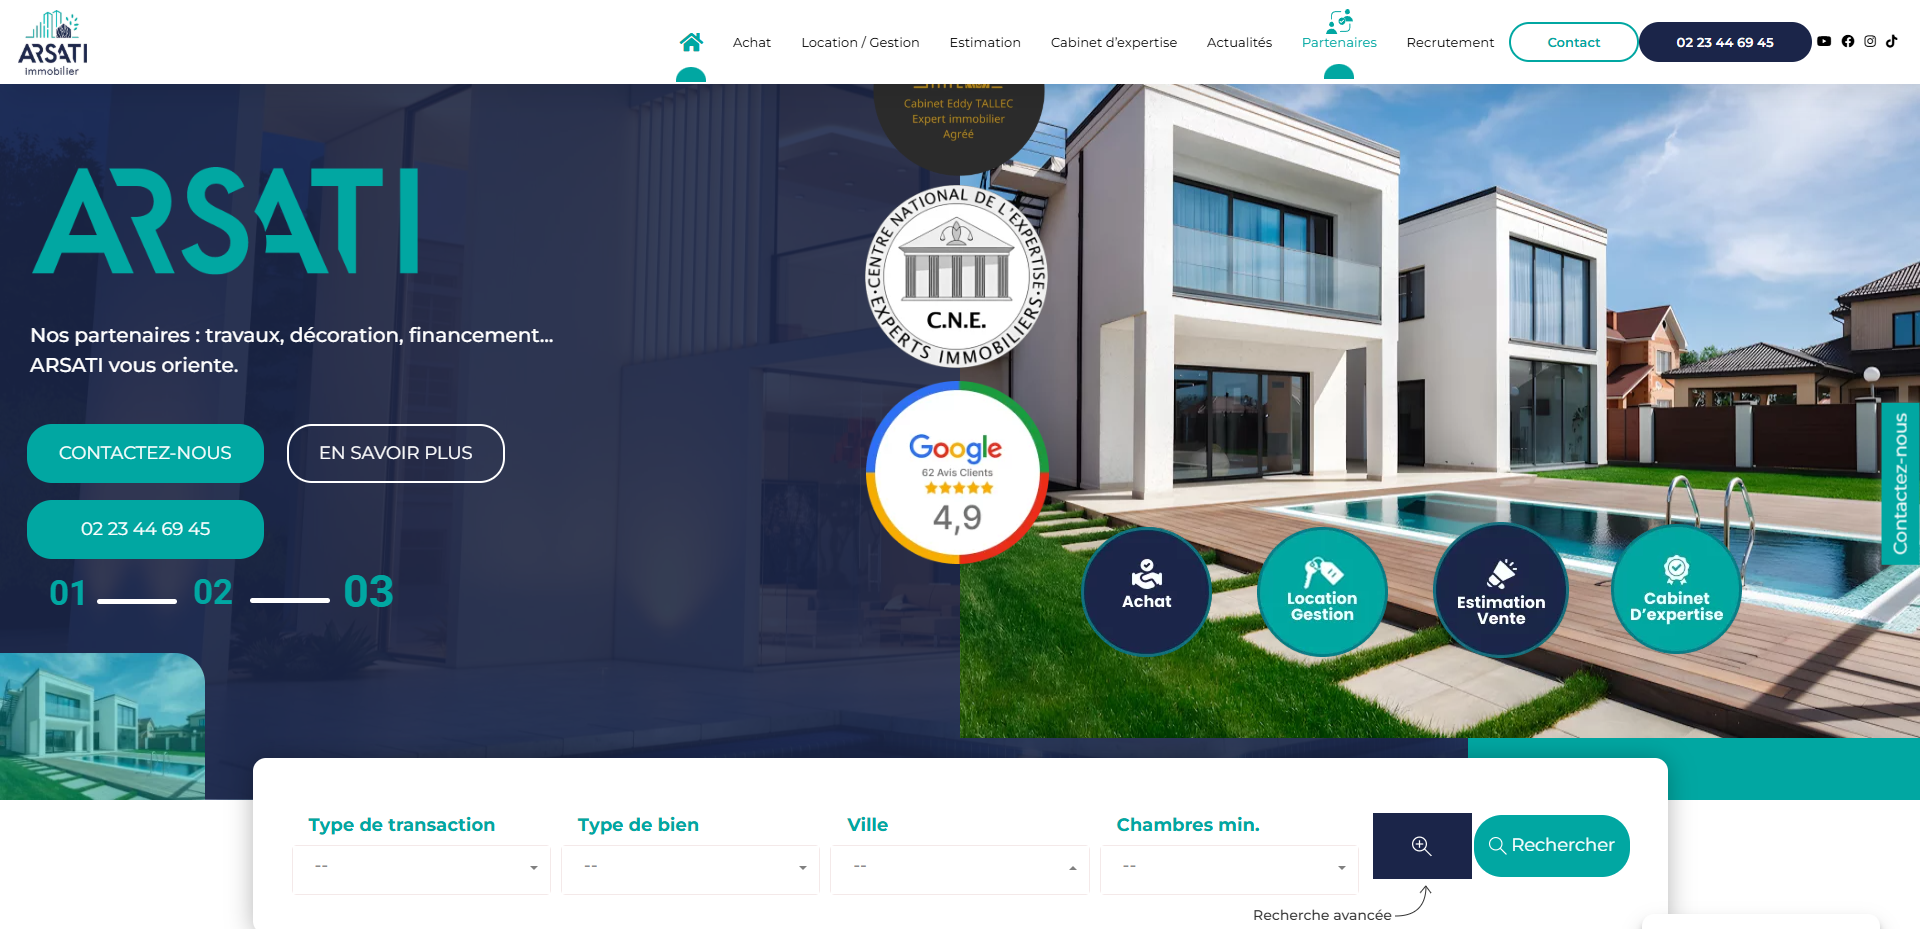 ARSATI
immobilier
Achat
Location / Gestion
Estimation
Cabinet d'expertise
Actualités
Partenaires
Recrutement
Contact
02 23 44 69 45
Cabinet Eddy TALLEC
Expert immobilier
Agréé
ARSATI
CENTRE NATIONAL DE L'EXPERTISE
C.N.E.
EXPERTS IMMOBILIERS
Nos partenaires : travaux, décoration, financement...
ARSATI vous oriente.
CONTACTEZ-NOUS
EN SAVOIR PLUS
02 23 44 69 45
Google
62 Avis Clients
4,9
Contactez-nous
01
02
03
Achat
Location
Gestion
Estimation
Vente
Cabinet
D'expertise
Type de transaction
Type de bien
Ville
Chambres min.
--
--
--
--
Rechercher
Recherche avancée